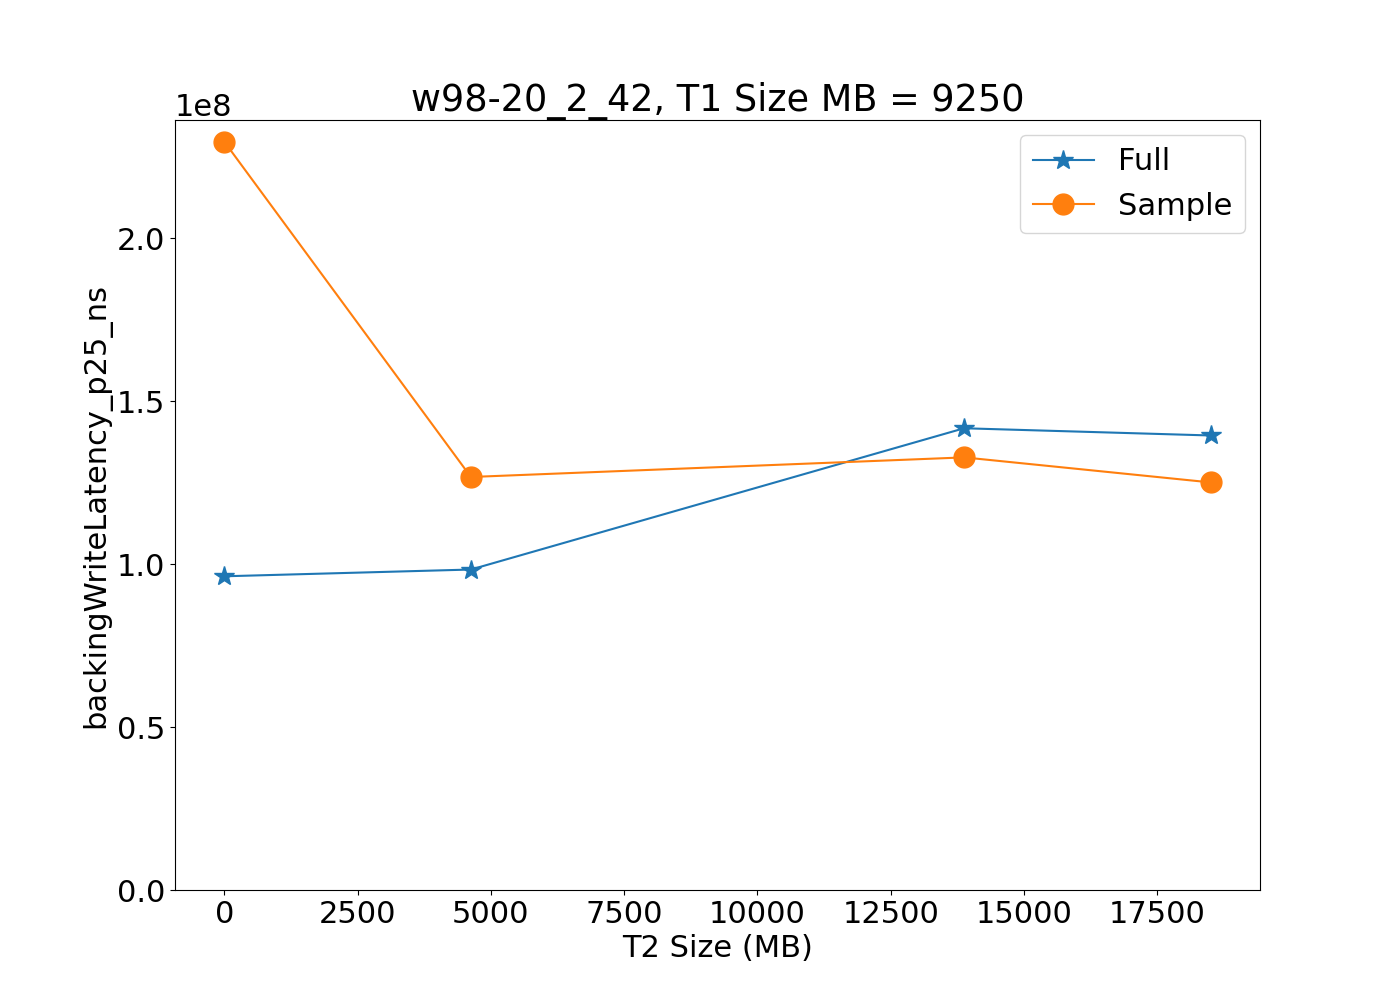 w98-20_2_42, T1 Size MB = 9250
1e8
Full
Sample
2.0
1.5
1.0
0.5
0.0
backingWriteLatency_p25_ns
0 2500 5000 7500 10000 12500 15000 17500
T2 Size (MB)